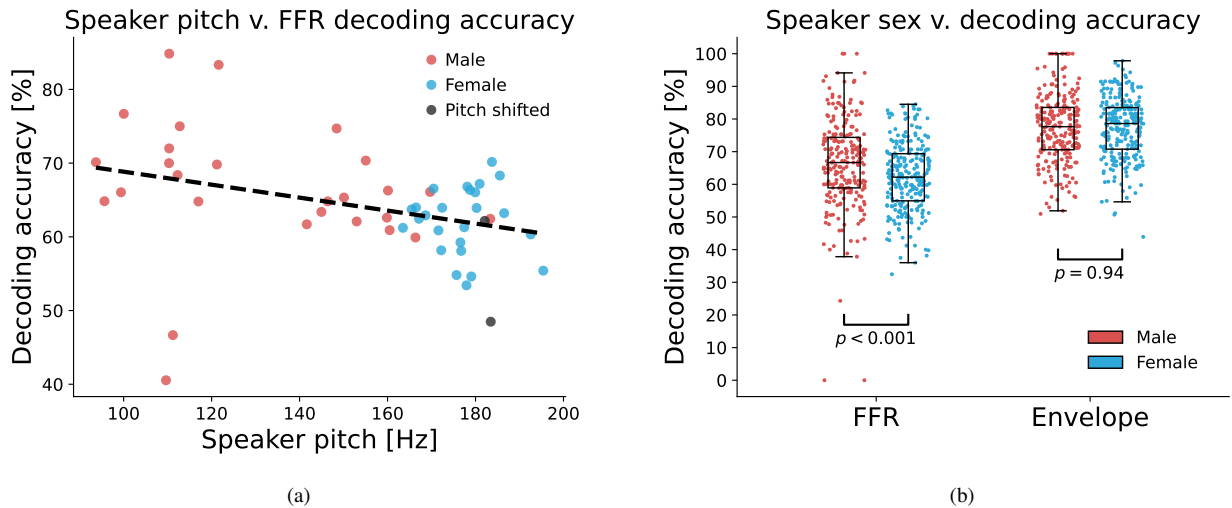 Speaker pitch v. FFR decoding accuracy
Decoding accuracy [%]
80
70
60
50
40
Male
Female
Pitch shifted
100 120 140 160 180 200
Speaker pitch [Hz]
(a)
Speaker sex v. decoding accuracy
Decoding accuracy [%]
100
90
80
70
60
50
40
30
20
10
0
p = 0.94
p < 0.001
Male
Female
FFR Envelope
(b)